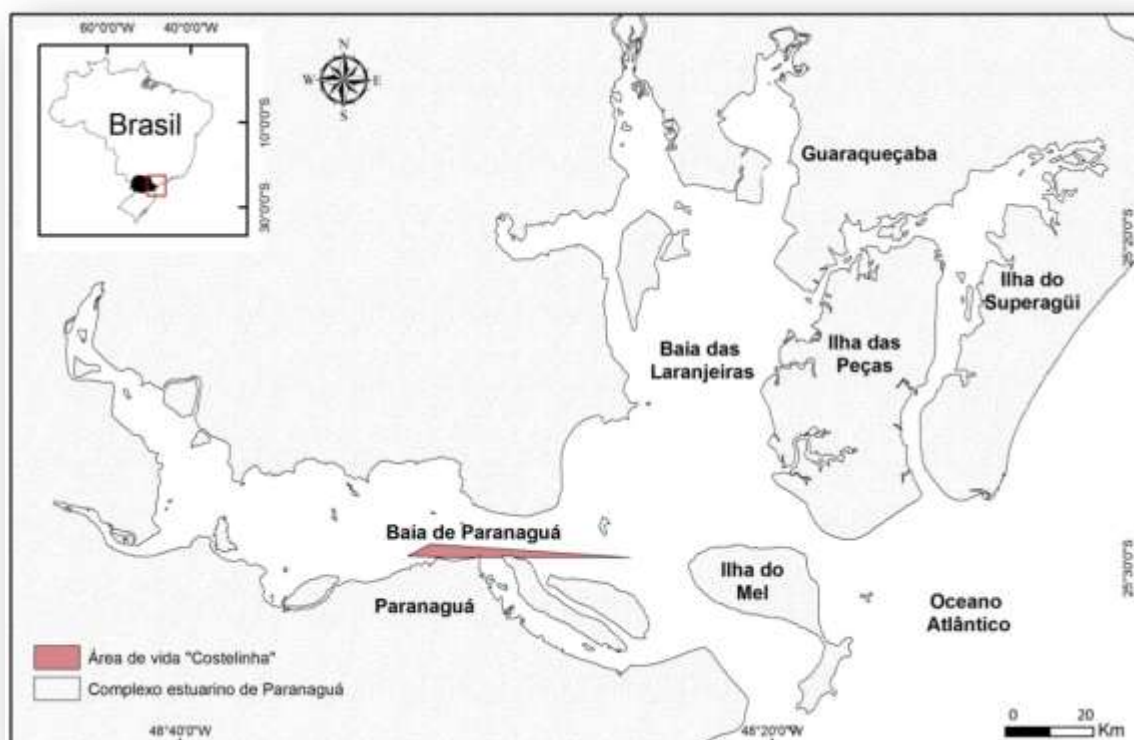 60°0'0"W 40°0'0"W
Brasil
10°0'0"S
30°0'0"S
N
W E
S
Guaraqueçaba
25°20'0"S
Ilha do
Superagüi
Baia das
Laranjeiras
Ilha das
Peças
Baia de Paranaguá
25°30'0"S
Ilha do
Mel
Paranaguá
Oceano
Atlântico
Área de vida "Costelinha"
Complexo estuarino de Paranaguá
48°40'0"W 48°20'0"W
0 20
Km